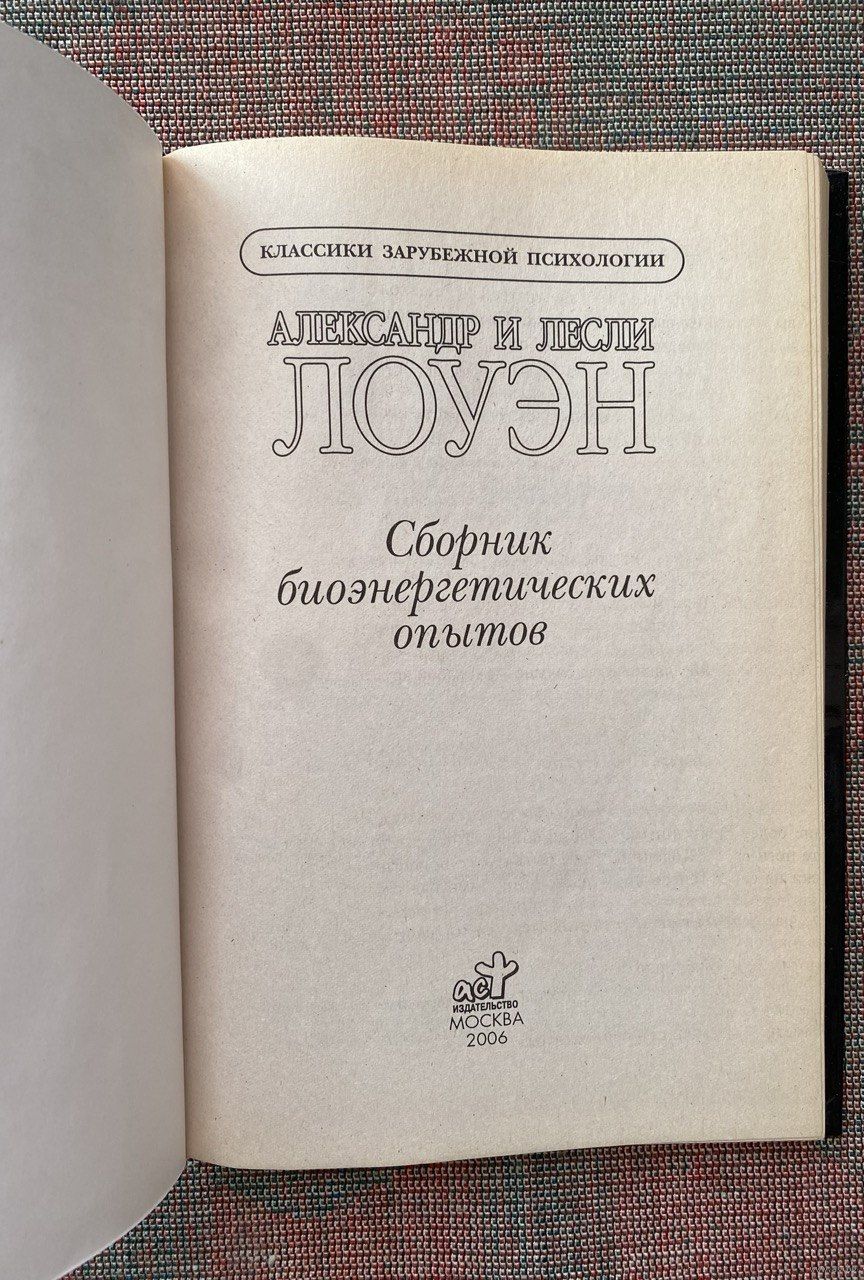 КЛАССИКИ ЗАРУБЕЖНОЙ ПСИХОЛОГИИ
АЛЕКСАНДР И ЛЕСЛИ
ЛОУЭН
Сборник
биоэнергетических
опытов
аст
ИЗДАТЕЛЬСТВО
МОСКВА
2006